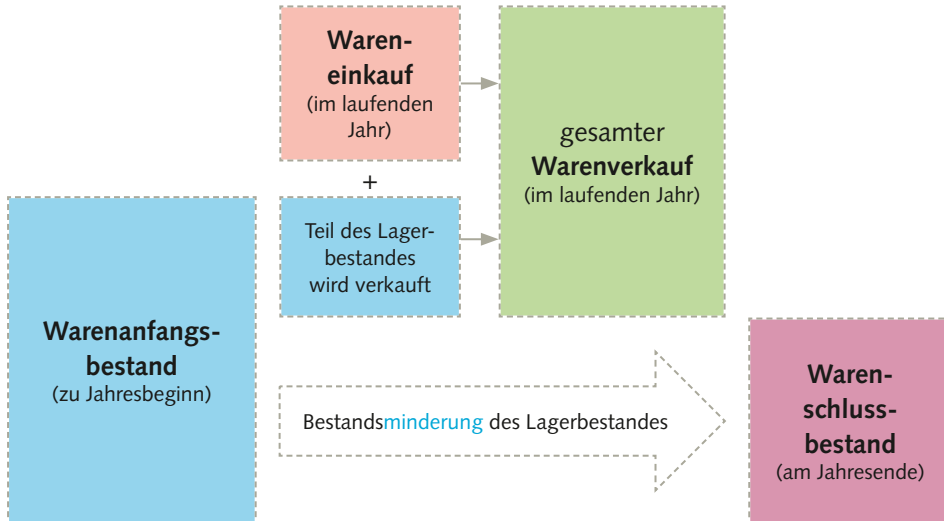 Waren-
einkauf
(im laufenden
Jahr)
+
Teil des Lager-
bestandes
wird verkauft
gesamter
Warenverkauf
(im laufenden Jahr)
Warenanfangs-
bestand
(zu Jahresbeginn)
Bestandsminderung des Lagerbestandes
Waren-
schluss-
bestand
(am Jahresende)